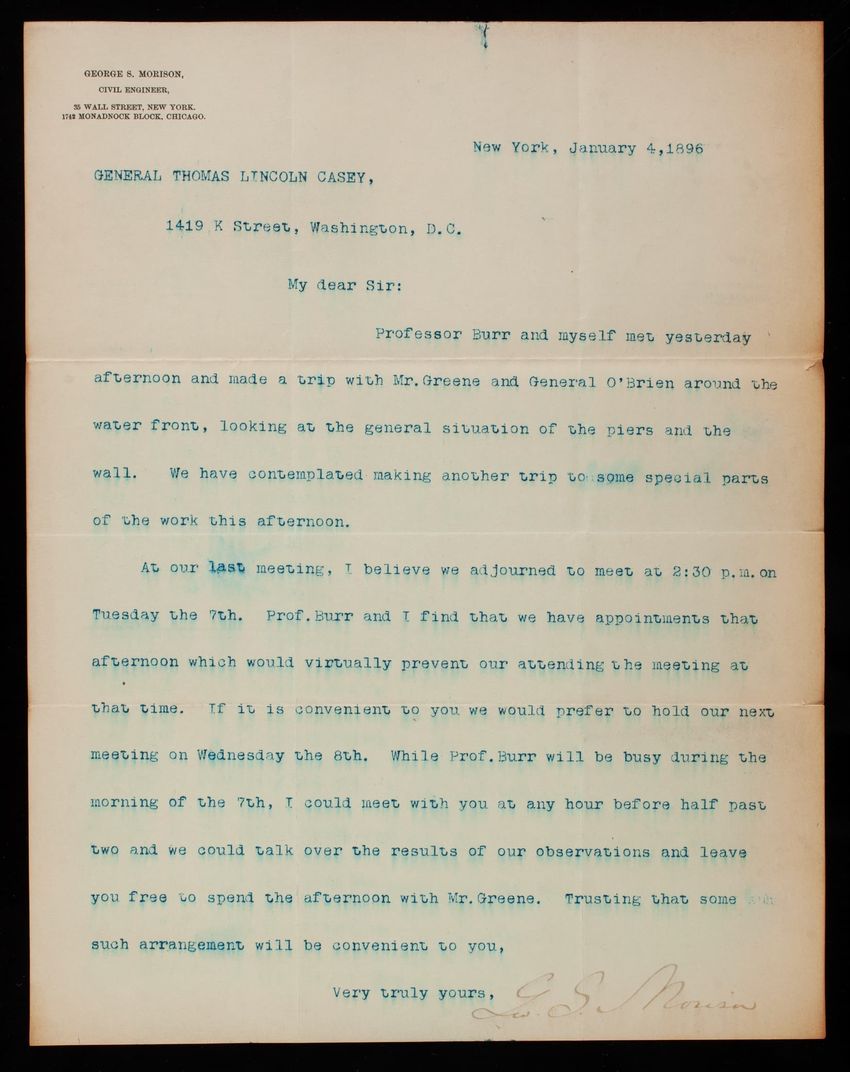 GEORGE S. MORISON,
CIVIL ENGINEER,
35 WALL STREET, NEW YORK.
1742 MONADNOCK BLOCK, CHICAGO.
New York, January 4,1896
GENERAL THOMAS LINCOLN CASEY,
1419 K Street, Washington, D.C.
My dear Sir:
Professor Burr and myself met yesterday
afternoon and made a trip with Mr.Greene and General O'Brien around the
water front, looking at the general situation of the piers and the
wall. We have contemplated making another trip to some special parts
of the work this afternoon.
At our last meeting, I believe we adjourned to meet at 2:30 p.m.on
Tuesday the 7th. Prof.Burr and I find that we have appointments that
afternoon which would virtually prevent our attending the meeting at
that time. If it is convenient to you we would prefer to hold our next
meeting on Wednesday the 8th. While Prof.Burr will be busy during the
morning of the 7th, I could meet with you at any hour before half past
two and we could talk over the results of our observations and leave
you free to spend the afternoon with Mr.Greene. Trusting that some
such arrangement will be convenient to you,
Very truly yours,
Geo. S. Morison